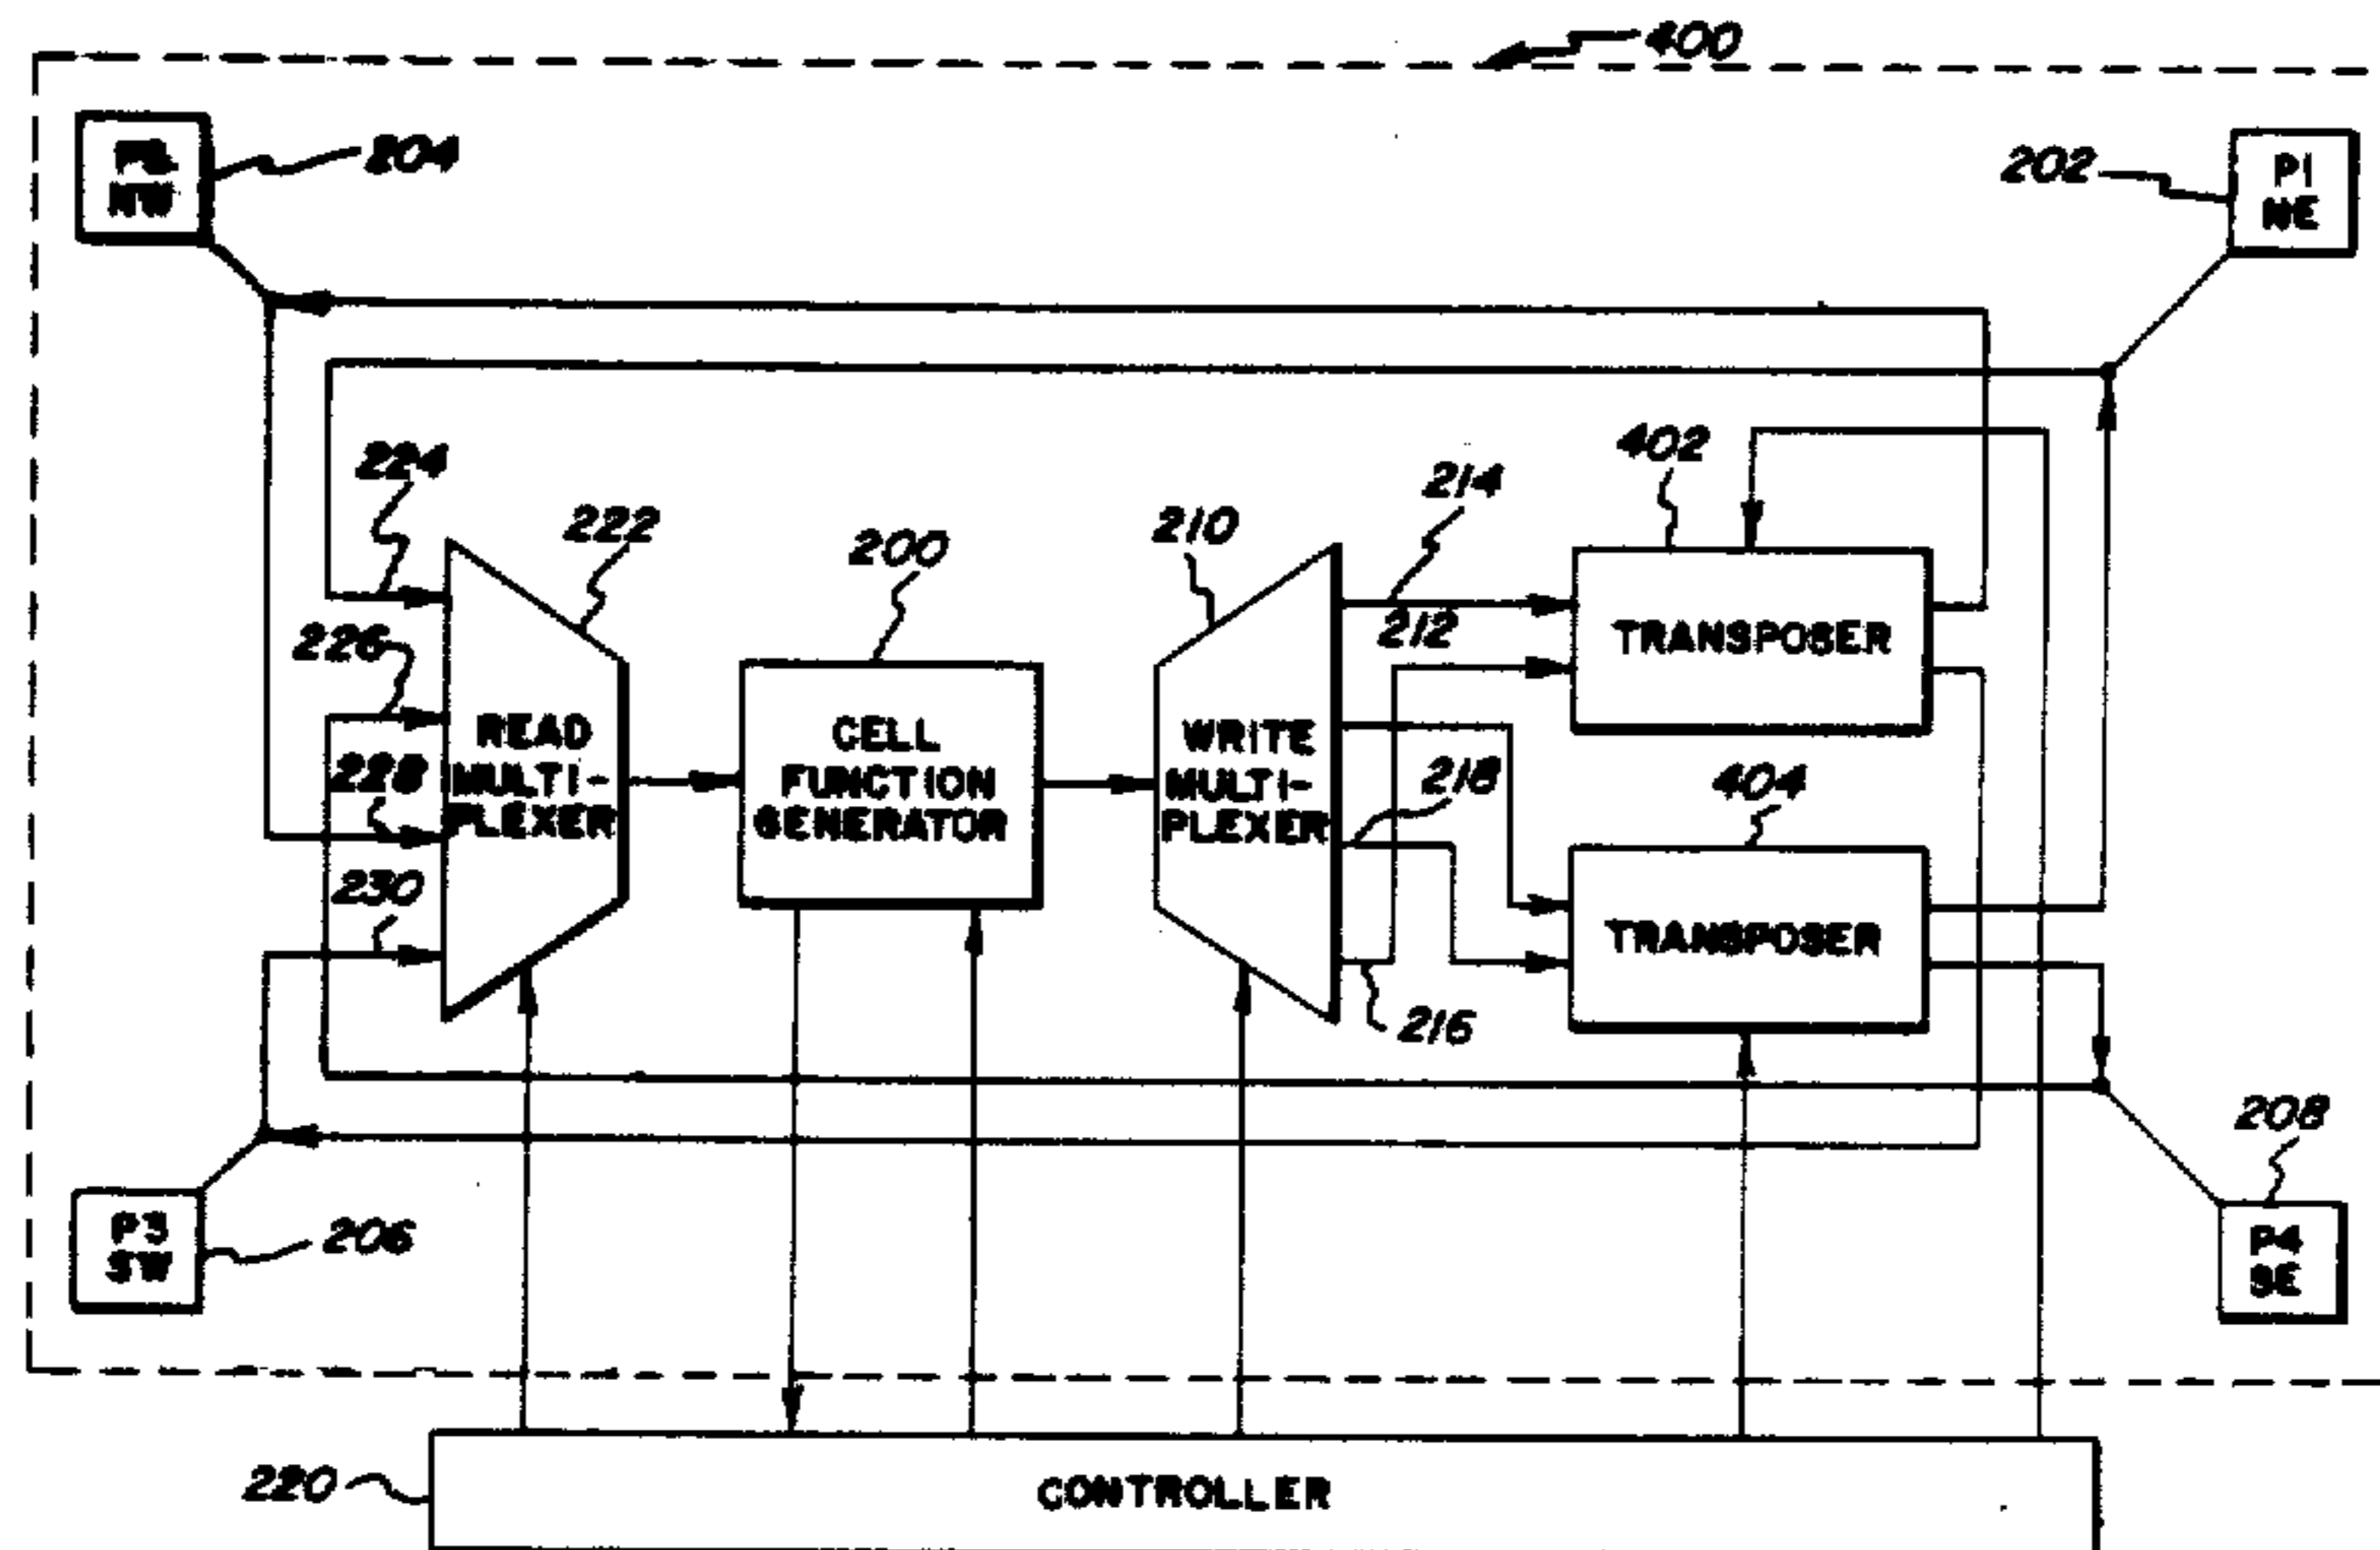 400
204
NW
202
P1
NE
224
222
200
210
214
402
226
212
TRANSPOSER
READ
MULTI-
PLEXER
CELL
FUNCTION
GENERATOR
WRITE
MULTI-
PLEXER
228
218
404
230
TRANSPOSER
216
208
P3
SW
206
P4
SE
220
CONTROLLER